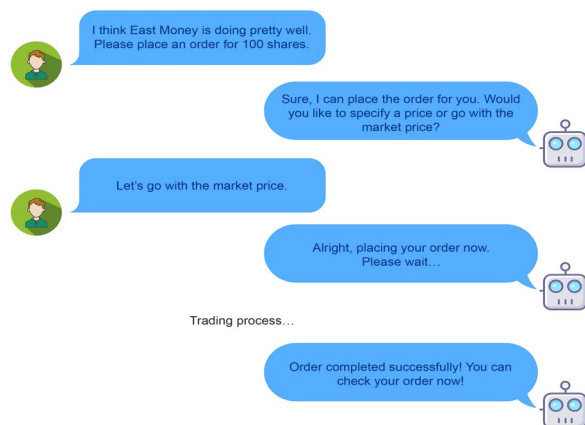 I think East Money is doing pretty well.
Please place an order for 100 shares.
Sure, I can place the order for you. Would
you like to specify a price or go with the
market price?
Let's go with the market price.
Alright, placing your order now.
Please wait…
Trading process…
Order completed successfully! You can
check your order now!